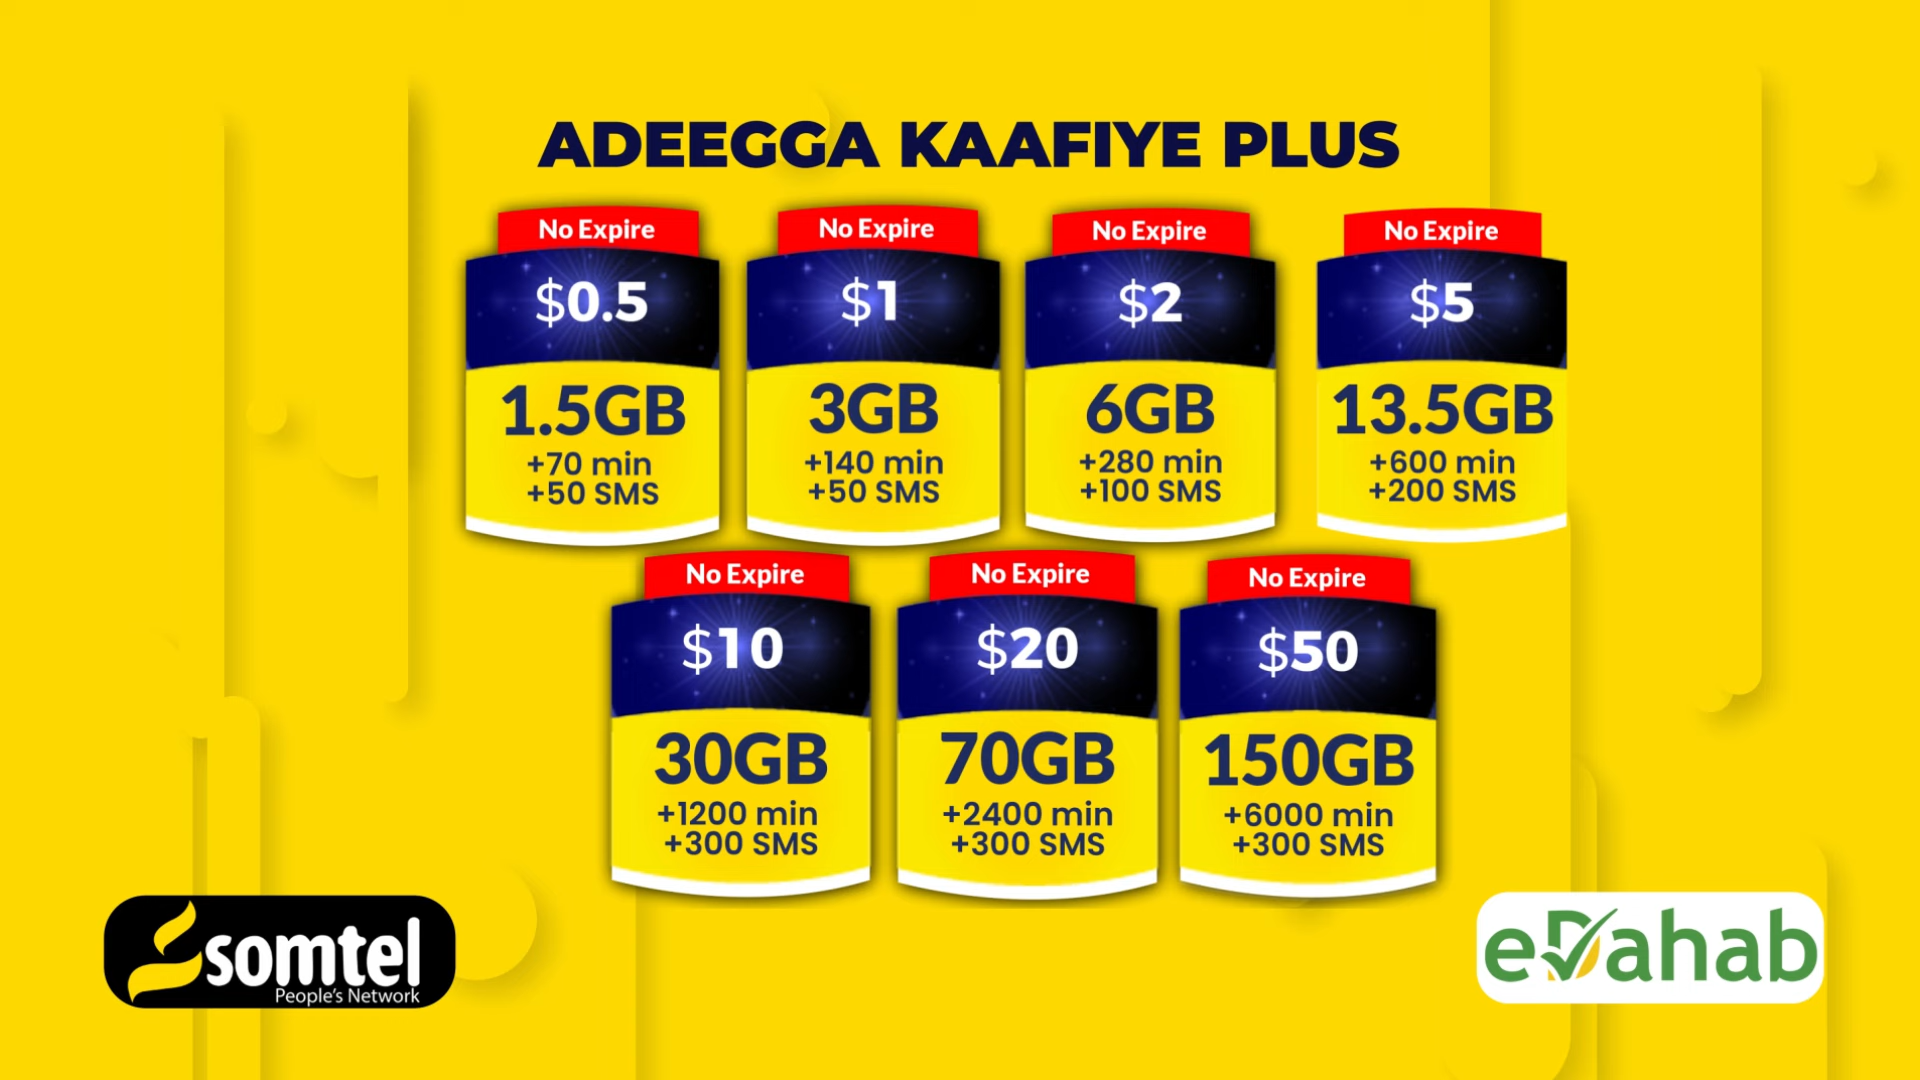 ADEEGGA KAAFIYE PLUS
No Expire
$0.5
1.5GB
+70 min
+50 SMS
No Expire
$1
3GB
+140 min
+50 SMS
No Expire
$2
6GB
+280 min
+100 SMS
No Expire
$5
13.5GB
+600 min
+200 SMS
No Expire
$10
30GB
+1200 min
+300 SMS
No Expire
$20
70GB
+2400 min
+300 SMS
No Expire
$50
150GB
+6000 min
+300 SMS
somtel
People's Network
eDahab